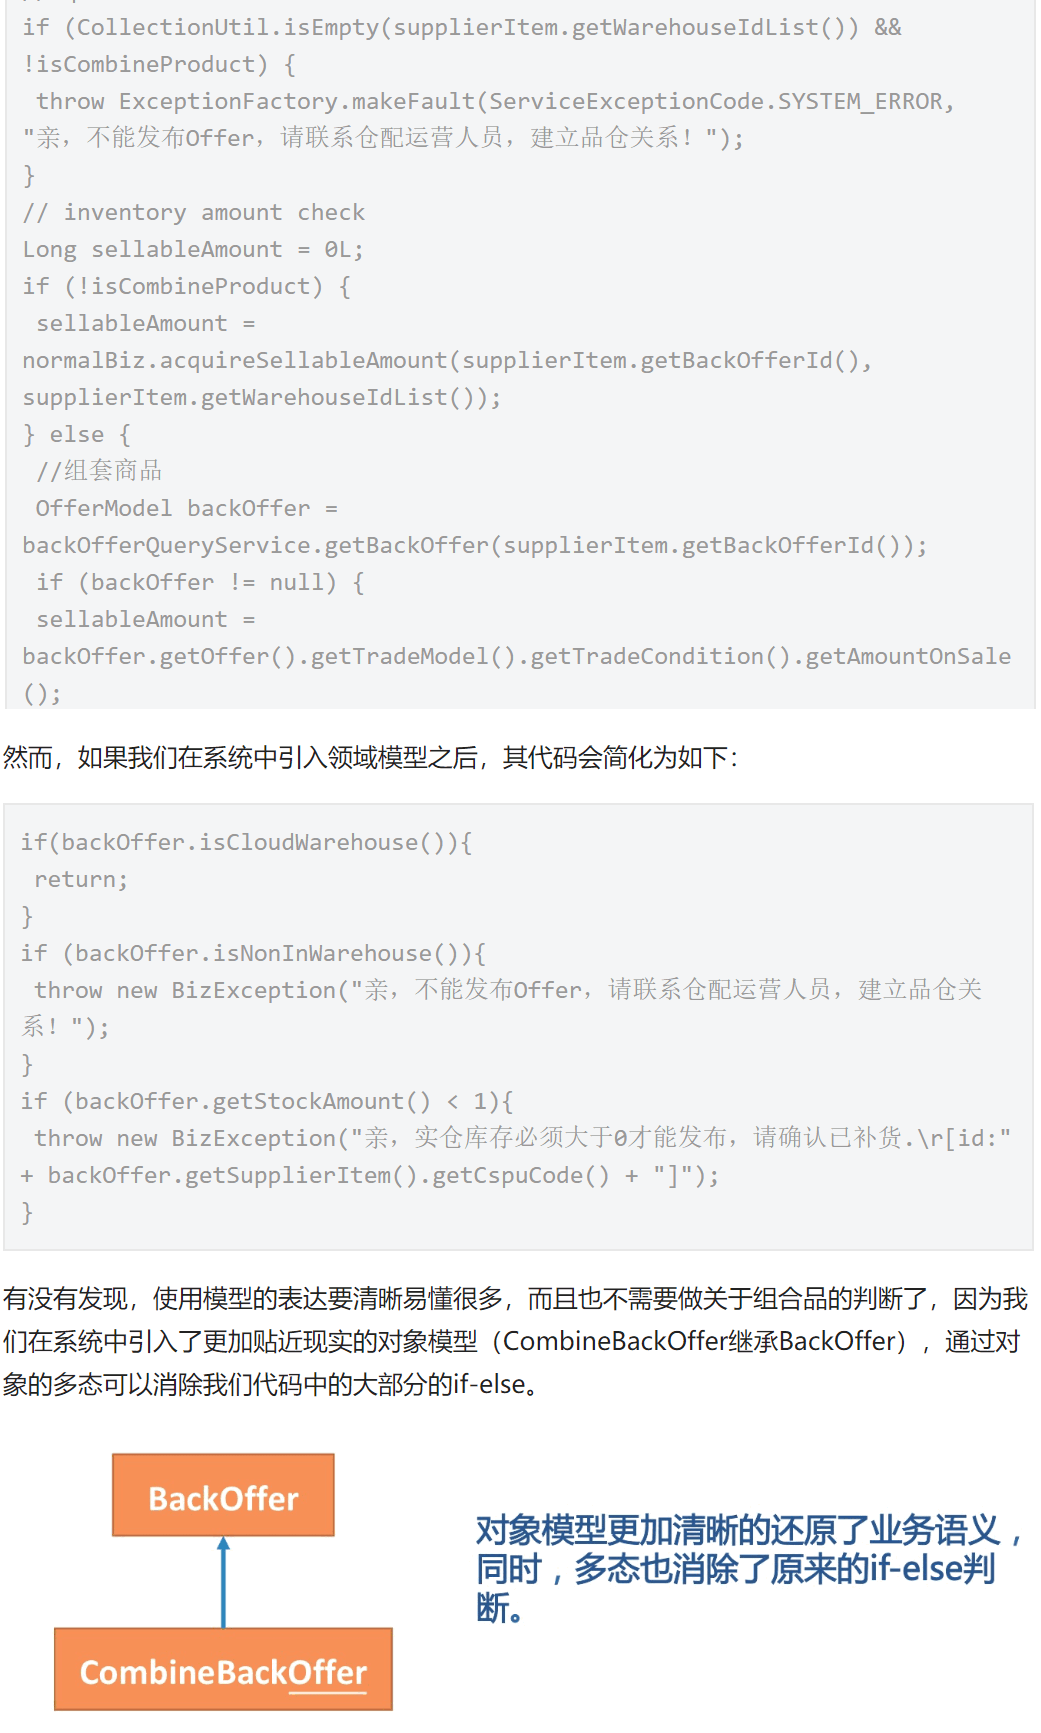 if (CollectionUtil.isEmpty(supplierItem.getWarehouseIdList()) &&
!isCombineProduct) {
throw ExceptionFactory.makeFault(ServiceExceptionCode.SYSTEM_ERROR,
"亲，不能发布Offer，请联系仓配运营人员，建立品仓关系！");
}
// inventory amount check
Long sellableAmount = 0L;
if (!isCombineProduct) {
sellableAmount =
normalBiz.acquireSellableAmount(supplierItem.getBackOfferId(),
supplierItem.getWarehouseIdList());
} else {
//组套商品
OfferModel backOffer =
backOfferQueryService.getBackOffer(supplierItem.getBackOfferId());
if (backOffer != null) {
sellableAmount =
backOffer.getOffer().getTradeModel().getTradeCondition().getAmountOnSale
();
然而，如果我们在系统中引入领域模型之后，其代码会简化为如下：
if(backOffer.isCloudWarehouse()){
return;
}
if (backOffer.isNonInWarehouse()){
throw new BizException("亲，不能发布Offer，请联系仓配运营人员，建立品仓关
系！");
}
if (backOffer.getStockAmount() < 1){
throw new BizException("亲，实仓库存必须大于0才能发布，请确认已补货.\r[id:"
+ backOffer.getSupplierItem().getCspuCode() + "]");
}
有没有发现，使用模型的表达要清晰易懂很多，而且也不需要做关于组合品的判断了，因为我
们在系统中引入了更加贴近现实的对象模型（CombineBackOffer继承BackOffer），通过对
象的多态可以消除我们代码中的大部分的if-else。
BackOffer
对象模型更加清晰的还原了业务语义，
同时，多态也消除了原来的if-else判
断。
CombineBackOffer